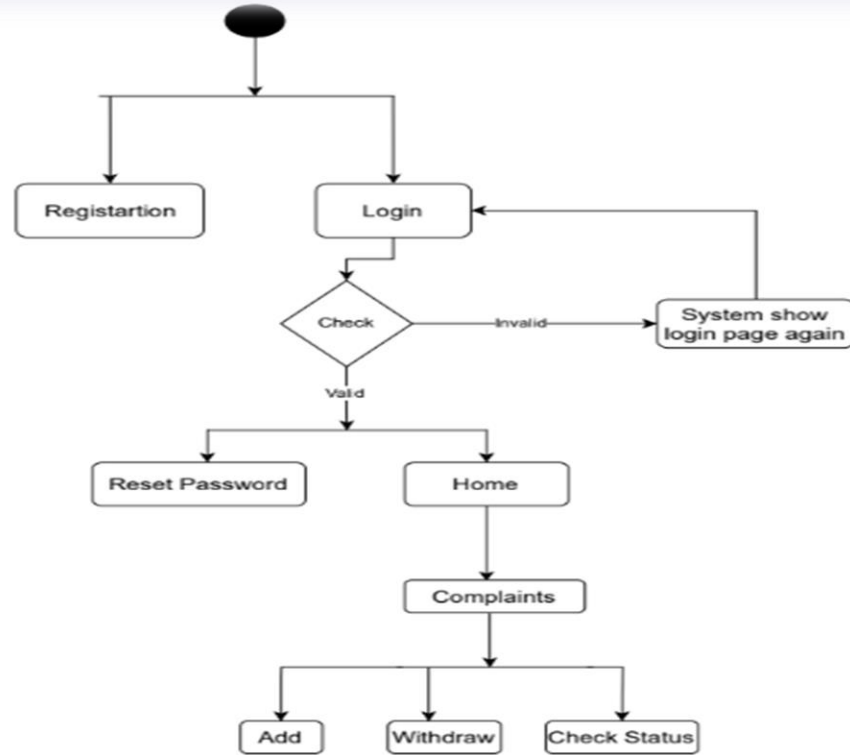 Registartion
Login
Check
Invalid
System show
login page again
Valid
Reset Password
Home
Complaints
Add
Withdraw
Check Status